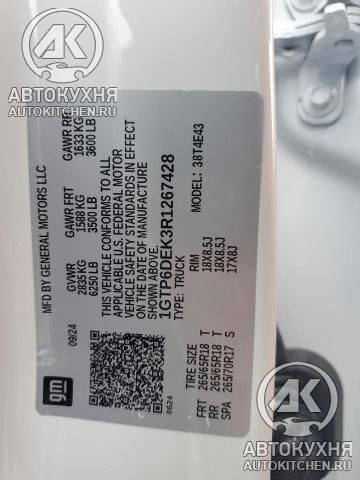 АК
АВТОКУХНЯ
AUTOKITCHEN.RU
MFD BY GENERAL MOTORS LLC
09/24
gm
GVWR
2835 KG
6250 LB
GAWR FRT
1588 KG
3500 LB
GAWR RR
1633 KG
3600 LB
THIS VEHICLE CONFORMS TO ALL
APPLICABLE U.S. FEDERAL MOTOR
VEHICLE SAFETY STANDARDS IN EFFECT
ON THE DATE OF MANUFACTURE
SHOWN ABOVE.
1GTP6DEK3R1267428
TYPE: TRUCK
MODEL: 38T4E43
8624
TIRE SIZE RIM
FRT 265/65R18 T 18X8.5J
RR 265/65R18 T 18X8.5J
SPA 265/70R17 S 17X8J
АК
АВТОКУХНЯ
AUTOKITCHEN.RU